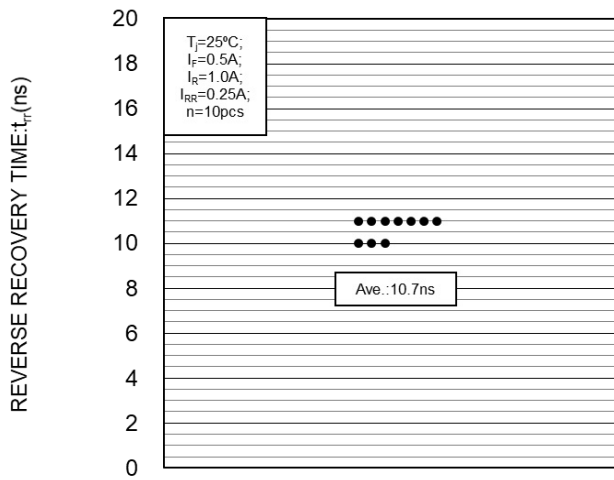 REVERSE RECOVERY TIME:trr(ns)
20
18
16
14
12
10
8
6
4
2
0
Tj=25ºC;
IF=0.5A;
IR=1.0A;
IRR=0.25A;
n=10pcs
Ave.:10.7ns